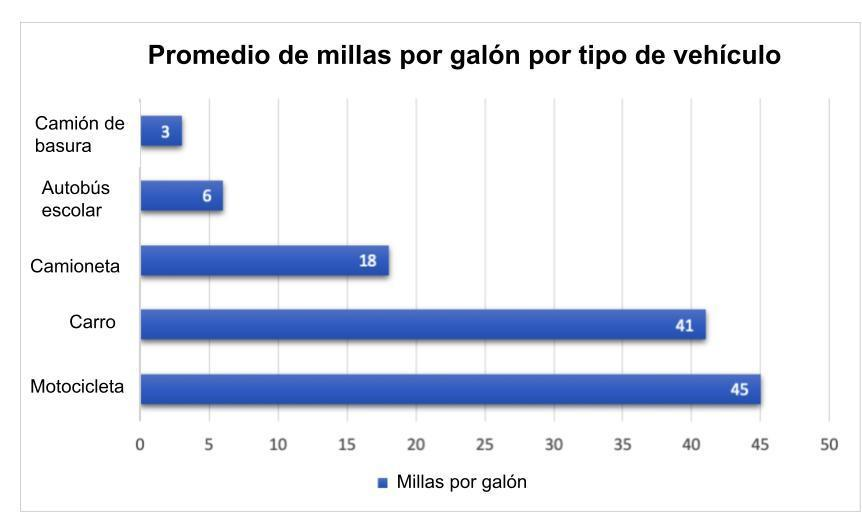 Promedio de millas por galón por tipo de vehículo
Camión de
basura
3
Autobús
escolar
6
Camioneta
18
Carro
41
Motocicleta
45
0 5 10 15 20 25 30 35 40 45 50
Millas por galón